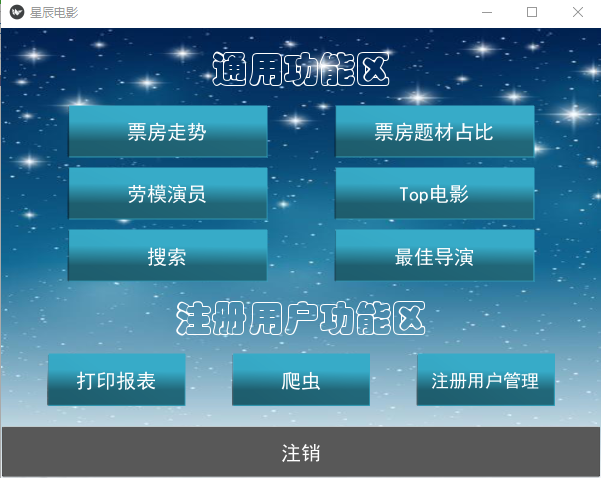 星辰电影
通用功能区
票房走势 票房题材占比
劳模演员 Top电影
搜索 最佳导演
注册用户功能区
打印报表 爬虫 注册用户管理
注销